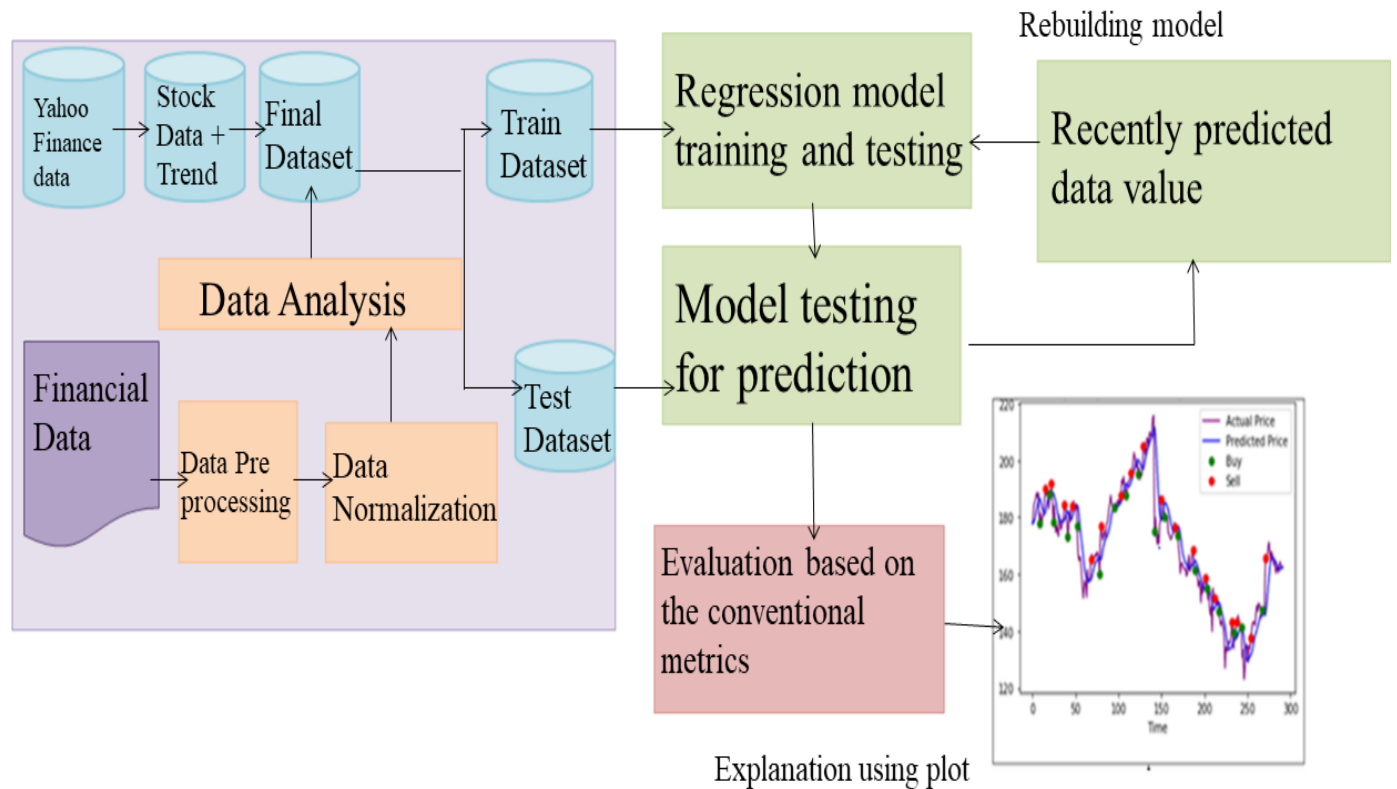 Rebuilding model
Yahoo
Finance
data
Stock
Data +
Trend
Final
Dataset
Train
Dataset
Regression model
training and testing
Recently predicted
data value
Data Analysis
Financial
Data
Data Pre
processing
Data
Normalization
Test
Dataset
Model testing
for prediction
Evaluation based on
the conventional
metrics
220
200
180
160
140
120
0 50 100 150 200 250 300
Time
Actual Price
Predicted Price
Buy
Sell
Explanation using plot